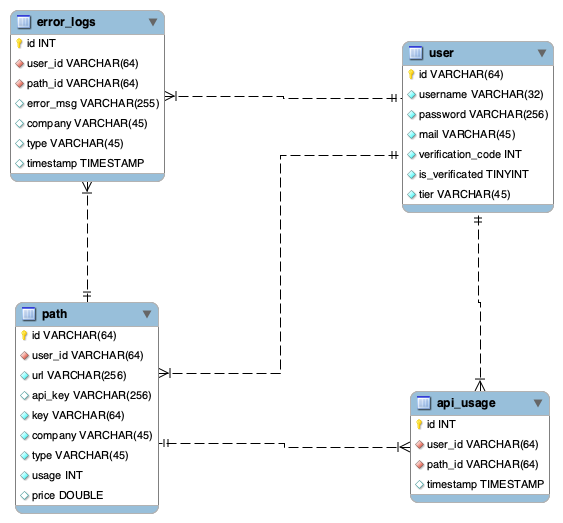 error_logs
id INT
user_id VARCHAR(64)
path_id VARCHAR(64)
error_msg VARCHAR(255)
company VARCHAR(45)
type VARCHAR(45)
timestamp TIMESTAMP
user
id VARCHAR(64)
username VARCHAR(32)
password VARCHAR(256)
mail VARCHAR(45)
verification_code INT
is_verificated TINYINT
tier VARCHAR(45)
path
id VARCHAR(64)
user_id VARCHAR(64)
url VARCHAR(256)
api_key VARCHAR(256)
key VARCHAR(64)
company VARCHAR(45)
type VARCHAR(45)
usage INT
price DOUBLE
api_usage
id INT
user_id VARCHAR(64)
path_id VARCHAR(64)
timestamp TIMESTAMP